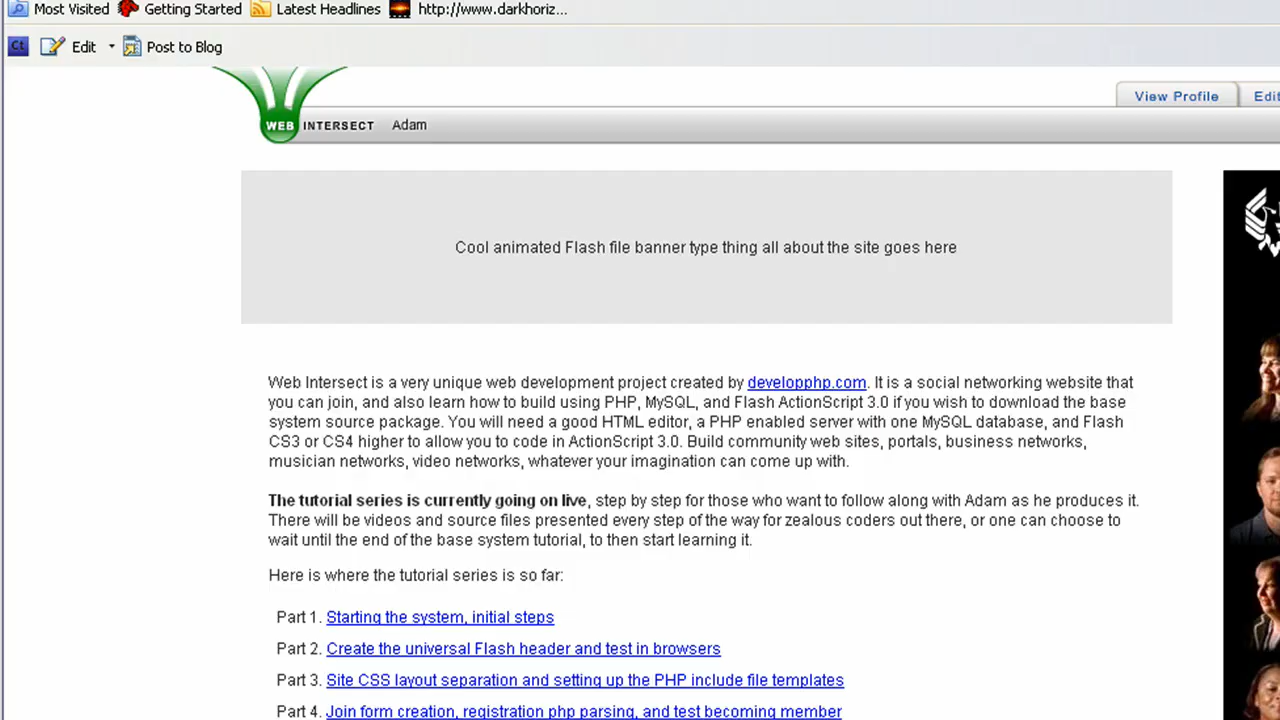 Most Visited Getting Started Latest Headlines http://www.darkhoriz...
Ct Edit Post to Blog
View Profile Edit
WEB INTERSECT Adam
Cool animated Flash file banner type thing all about the site goes here
Web Intersect is a very unique web development project created by developphp.com. It is a social networking website that
you can join, and also learn how to build using PHP, MySQL, and Flash ActionScript 3.0 if you wish to download the base
system source package. You will need a good HTML editor, a PHP enabled server with one MySQL database, and Flash
CS3 or CS4 higher to allow you to code in ActionScript 3.0. Build community web sites, portals, business networks,
musician networks, video networks, whatever your imagination can come up with.
The tutorial series is currently going on live, step by step for those who want to follow along with Adam as he produces it.
There will be videos and source files presented every step of the way for zealous coders out there, or one can choose to
wait until the end of the base system tutorial, to then start learning it.
Here is where the tutorial series is so far:
Part 1. Starting the system, initial steps
Part 2. Create the universal Flash header and test in browsers
Part 3. Site CSS layout separation and setting up the PHP include file templates
Part 4. Join form creation, registration php parsing, and test becoming member